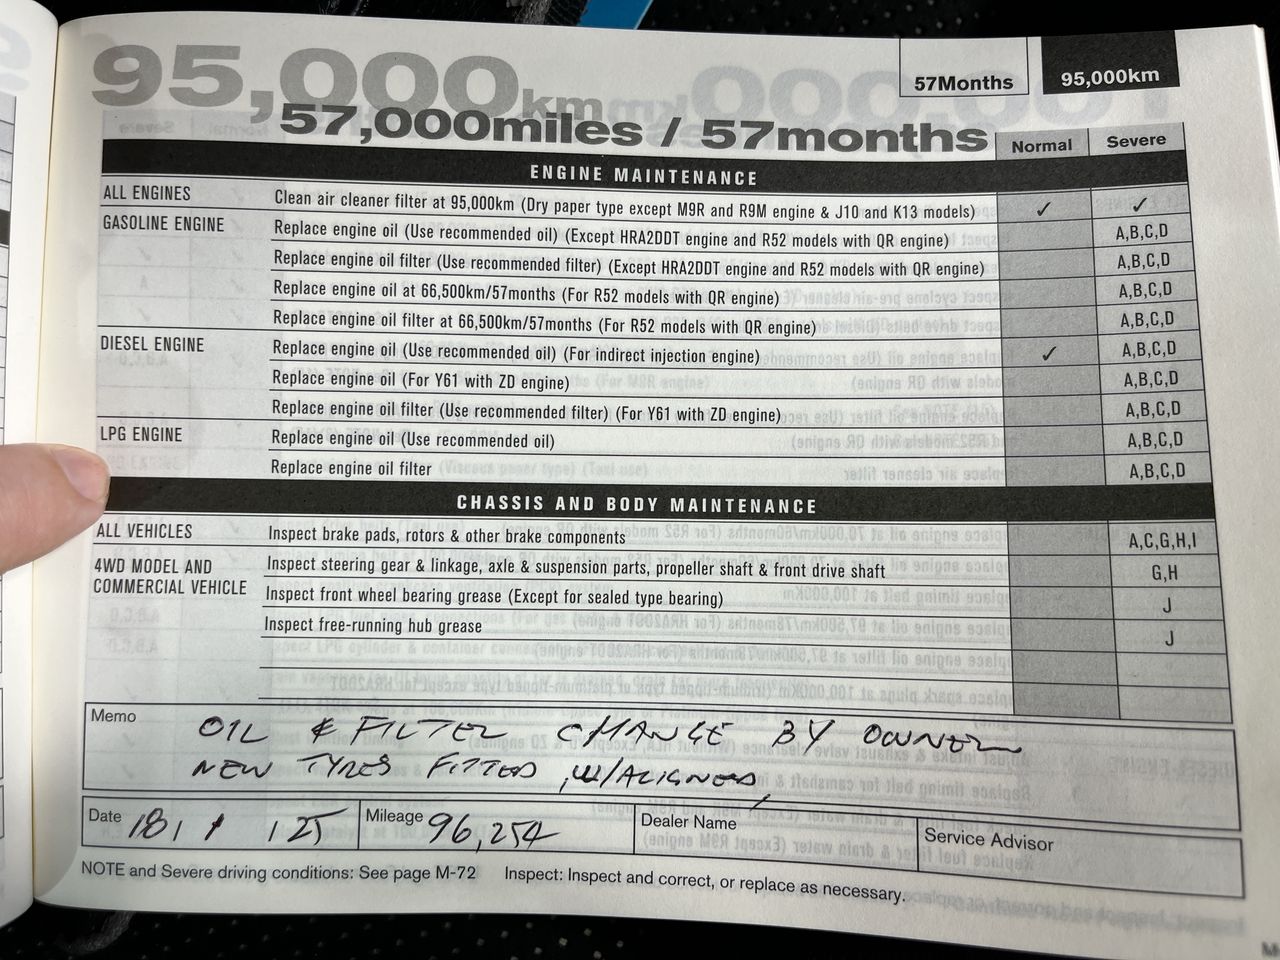 57Months 95,000km
95,000km
57,000miles / 57months
Normal Severe
ENGINE MAINTENANCE
ALL ENGINES Clean air cleaner filter at 95,000km (Dry paper type except M9R and R9M engine & J10 and K13 models) ✓ ✓
GASOLINE ENGINE Replace engine oil (Use recommended oil) (Except HRA2DDT engine and R52 models with QR engine) A,B,C,D
Replace engine oil filter (Use recommended filter) (Except HRA2DDT engine and R52 models with QR engine) A,B,C,D
Replace engine oil at 66,500km/57months (For R52 models with QR engine) A,B,C,D
Replace engine oil filter at 66,500km/57months (For R52 models with QR engine) A,B,C,D
DIESEL ENGINE Replace engine oil (Use recommended oil) (For indirect injection engine) ✓ A,B,C,D
Replace engine oil (For Y61 with ZD engine) A,B,C,D
Replace engine oil filter (Use recommended filter) (For Y61 with ZD engine) A,B,C,D
LPG ENGINE Replace engine oil (Use recommended oil) A,B,C,D
Replace engine oil filter A,B,C,D
CHASSIS AND BODY MAINTENANCE
ALL VEHICLES Inspect brake pads, rotors & other brake components A,C,G,H,I
4WD MODEL AND Inspect steering gear & linkage, axle & suspension parts, propeller shaft & front drive shaft G,H
COMMERCIAL VEHICLE Inspect front wheel bearing grease (Except for sealed type bearing) J
Inspect free-running hub grease J
Memo OIL & FILTER CHANGE BY OWNER
NEW TYRES FITTED, W/ALIGNED,
Date 18/1/25 Mileage 96,254 Dealer Name Service Advisor
NOTE and Severe driving conditions: See page M-72 Inspect: Inspect and correct, or replace as necessary.